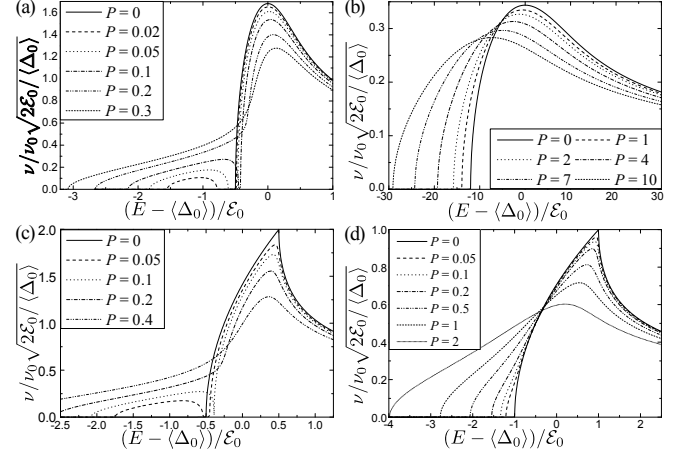 (a)
ν/ν₀√2ℰ₀/⟨Δ₀⟩
1.6
1.4
1.2
1.0
0.8
0.6
0.4
0.2
0.0
P = 0
P = 0.02
P = 0.05
P = 0.1
P = 0.2
P = 0.3
-3 -2 -1 0 1
(E − ⟨Δ₀⟩)/ℰ₀
(b)
ν/ν₀√2ℰ₀/⟨Δ₀⟩
0.3
0.2
0.1
0.0
P = 0 P = 1
P = 2 P = 4
P = 7 P = 10
-30 -20 -10 0 10 20 30
(E − ⟨Δ₀⟩)/ℰ₀
(c)
ν/ν₀√2ℰ₀/⟨Δ₀⟩
2.0
1.5
1.0
0.5
0.0
P = 0
P = 0.05
P = 0.1
P = 0.2
P = 0.4
-2.5 -2.0 -1.5 -1.0 -0.5 0.0 0.5 1.0
(E − ⟨Δ₀⟩)/ℰ₀
(d)
ν/ν₀√2ℰ₀/⟨Δ₀⟩
1.0
0.8
0.6
0.4
0.2
0.0
P = 0
P = 0.05
P = 0.1
P = 0.2
P = 0.5
P = 1
P = 2
-4 -3 -2 -1 0 1 2
(E − ⟨Δ₀⟩)/ℰ₀